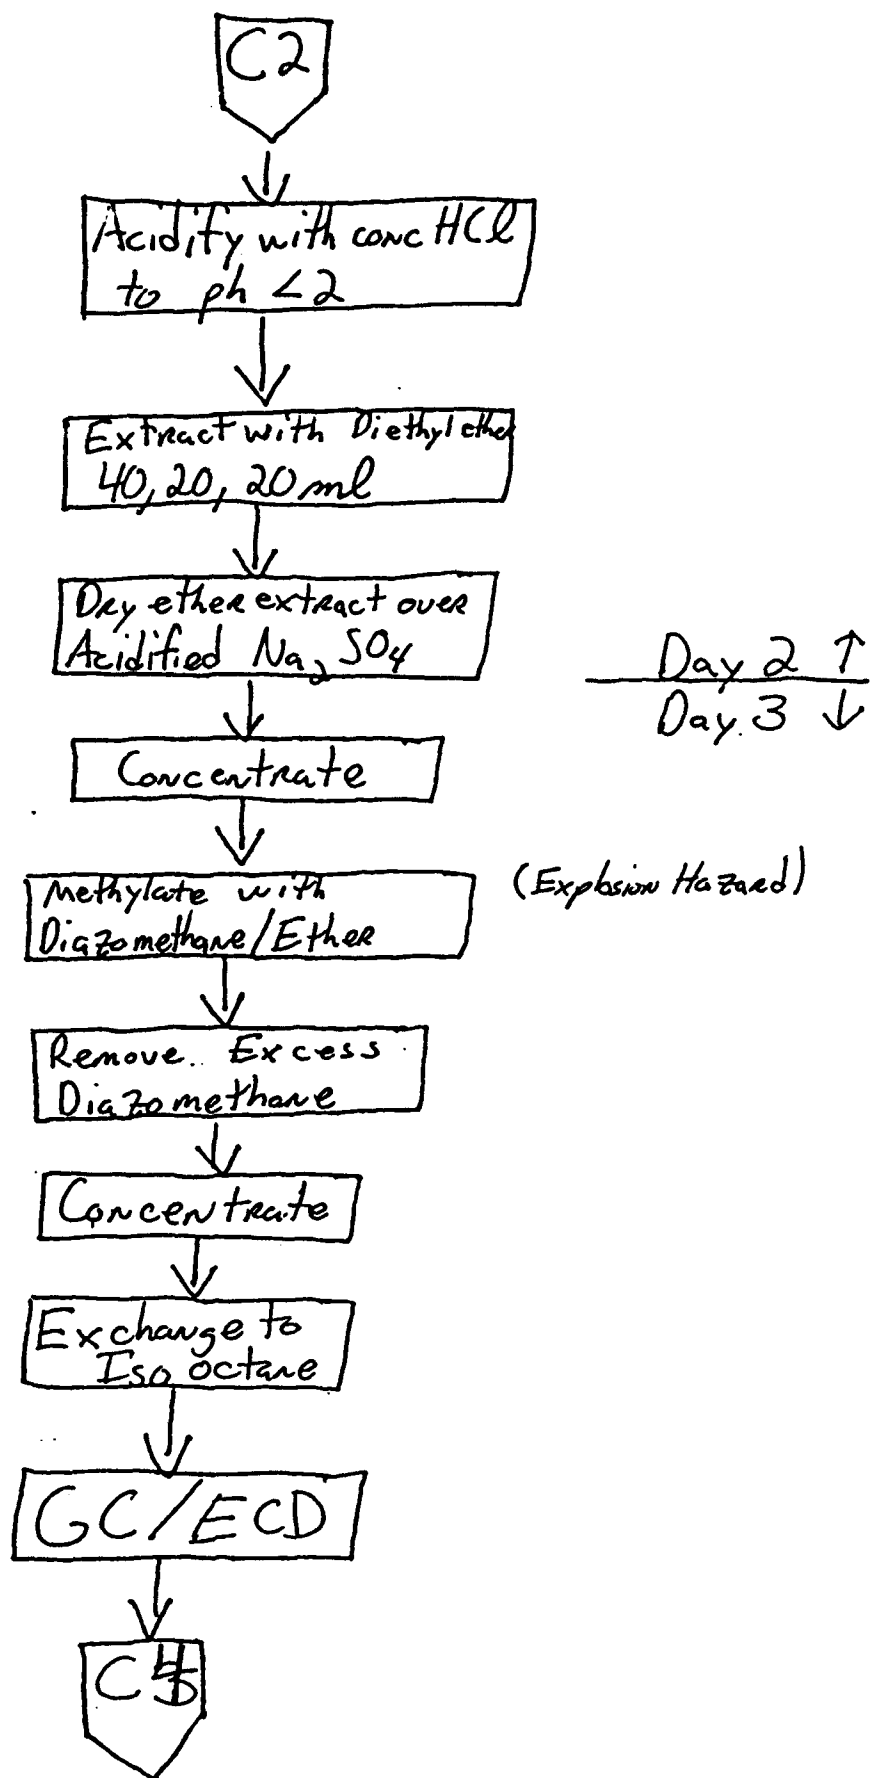 C2
Acidify with conc HCl
to ph < 2
Extract with Diethyl ether
40, 20, 20 ml
Dry ether extract over
Acidified Na₂SO₄
Day 2 ↑
Day 3 ↓
Concentrate
Methylate with
Diazomethane/Ether
(Explosion Hazard)
Remove Excess
Diazomethane
Concentrate
Exchange to
Iso octane
GC/ECD